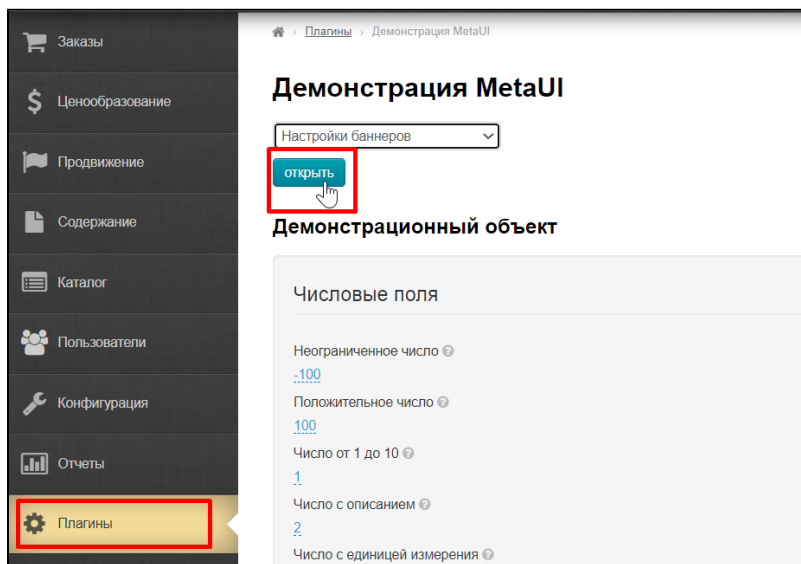 Заказы
Ценообразование
Продвижение
Содержание
Каталог
Пользователи
Конфигурация
Отчеты
Плагины
Плагины › Демонстрация MetaUI
Демонстрация MetaUI
Настройки баннеров
открыть
Демонстрационный объект
Числовые поля
Неограниченное число
-100
Положительное число
100
Число от 1 до 10
1
Число с описанием
2
Число с единицей измерения